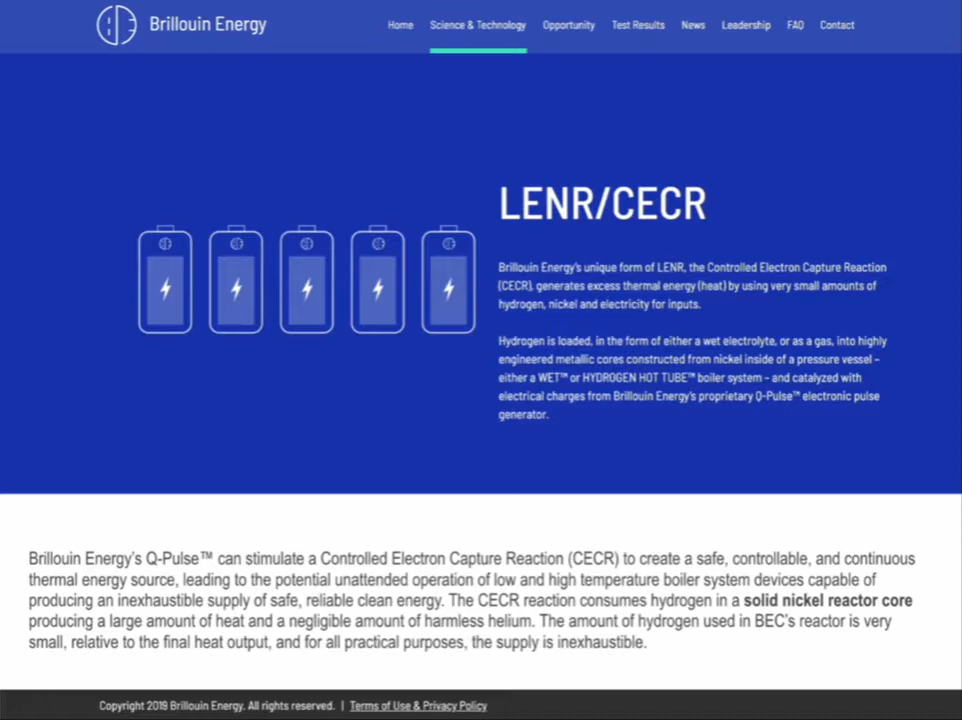 Brillouin Energy
Home Science & Technology Opportunity Test Results News Leadership FAQ Contact
LENR/CECR
Brillouin Energy's unique form of LENR, the Controlled Electron Capture Reaction
(CECR), generates excess thermal energy (heat) by using very small amounts of
hydrogen, nickel and electricity for inputs.
Hydrogen is loaded, in the form of either a wet electrolyte, or as a gas, into highly
engineered metallic cores constructed from nickel inside of a pressure vessel –
either a WET™ or HYDROGEN HOT TUBE™ boiler system – and catalyzed with
electrical charges from Brillouin Energy's proprietary Q-Pulse™ electronic pulse
generator.
Brillouin Energy's Q-Pulse™ can stimulate a Controlled Electron Capture Reaction (CECR) to create a safe, controllable, and continuous
thermal energy source, leading to the potential unattended operation of low and high temperature boiler system devices capable of
producing an inexhaustible supply of safe, reliable clean energy. The CECR reaction consumes hydrogen in a solid nickel reactor core
producing a large amount of heat and a negligible amount of harmless helium. The amount of hydrogen used in BEC's reactor is very
small, relative to the final heat output, and for all practical purposes, the supply is inexhaustible.
Copyright 2019 Brillouin Energy. All rights reserved. | Terms of Use & Privacy Policy